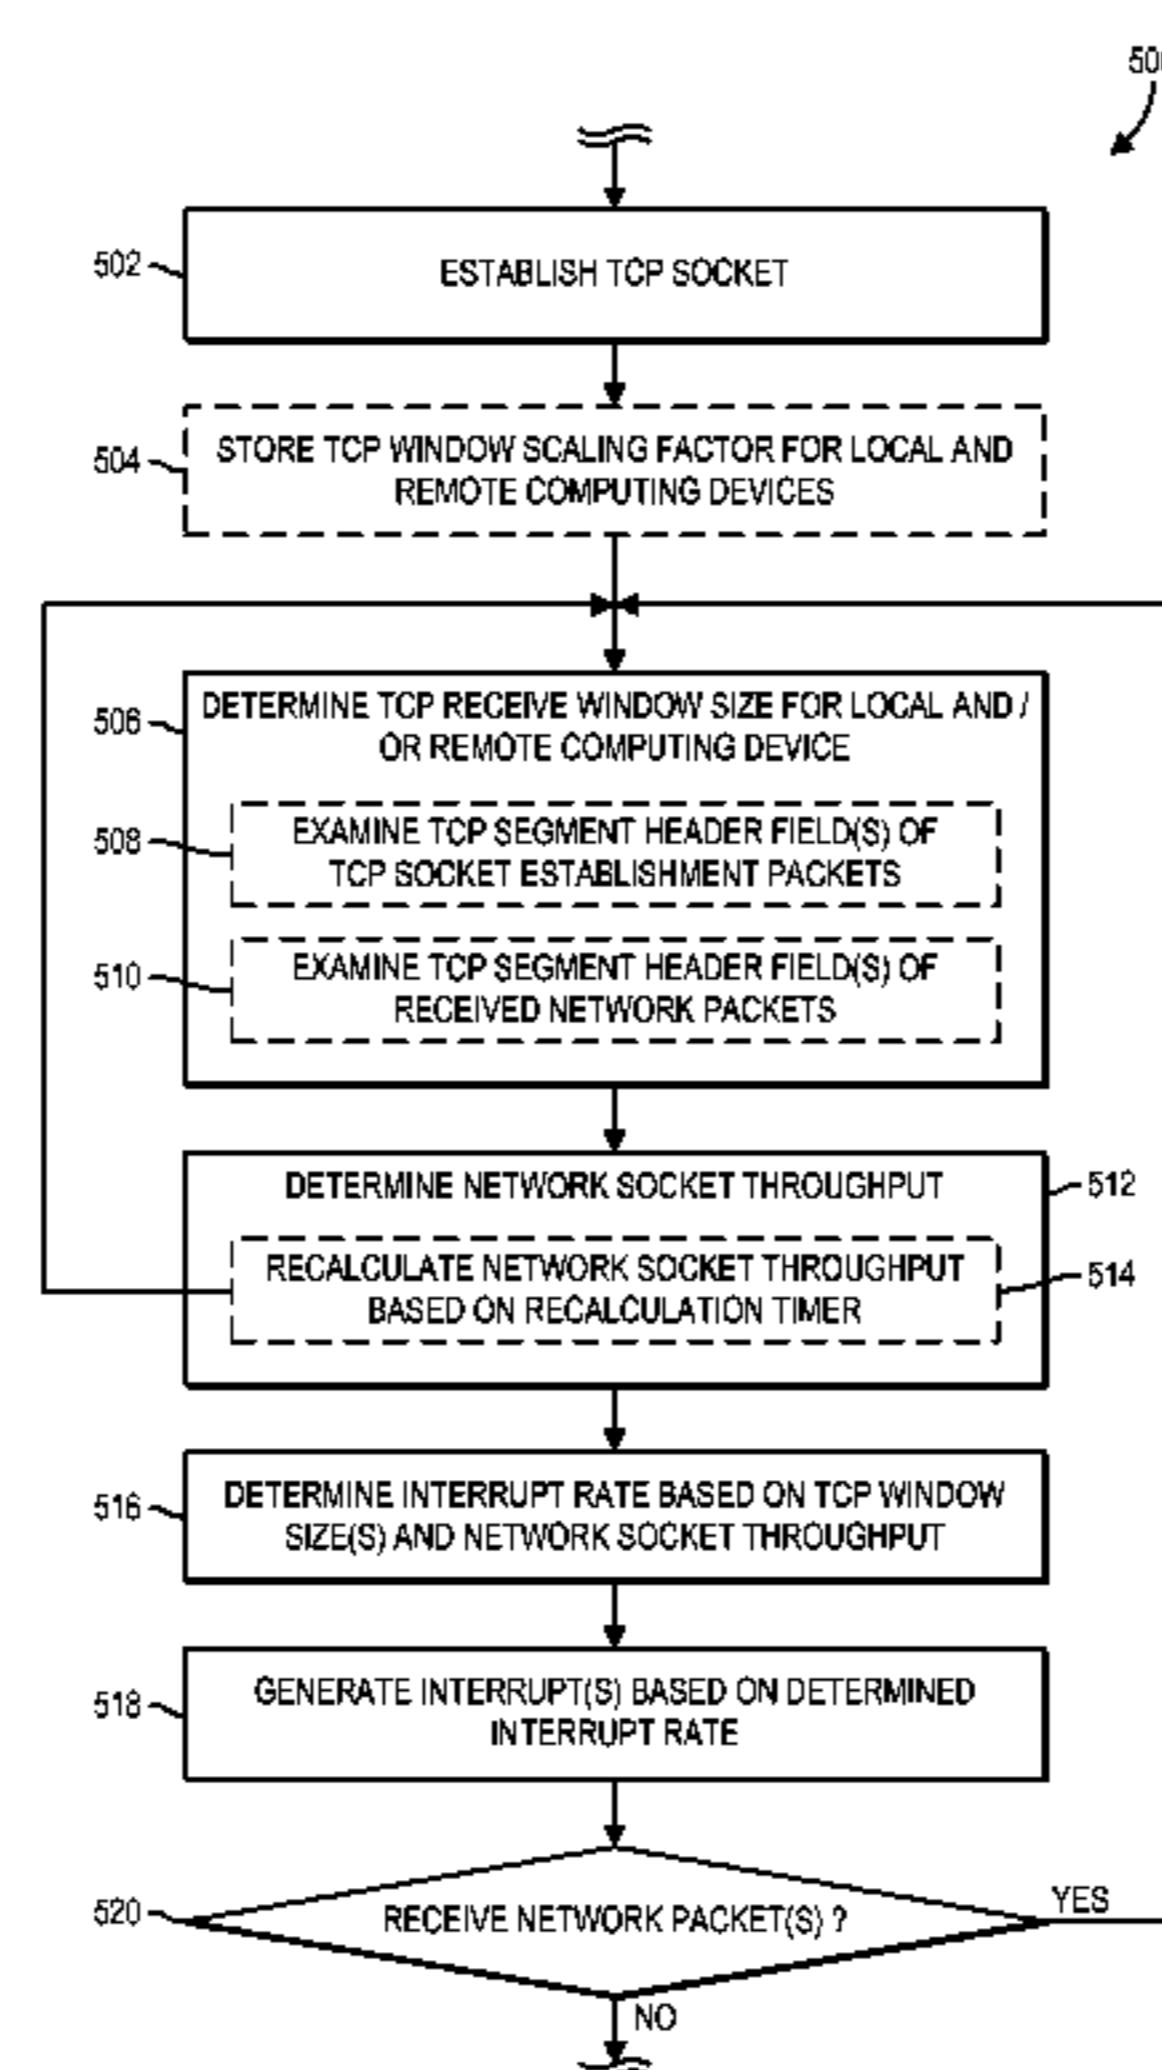 502
ESTABLISH TCP SOCKET
504
STORE TCP WINDOW SCALING FACTOR FOR LOCAL AND
REMOTE COMPUTING DEVICES
506
DETERMINE TCP RECEIVE WINDOW SIZE FOR LOCAL AND /
OR REMOTE COMPUTING DEVICE
508
EXAMINE TCP SEGMENT HEADER FIELD(S) OF
TCP SOCKET ESTABLISHMENT PACKETS
510
EXAMINE TCP SEGMENT HEADER FIELD(S) OF
RECEIVED NETWORK PACKETS
DETERMINE NETWORK SOCKET THROUGHPUT
512
RECALCULATE NETWORK SOCKET THROUGHPUT
BASED ON RECALCULATION TIMER
514
516
DETERMINE INTERRUPT RATE BASED ON TCP WINDOW
SIZE(S) AND NETWORK SOCKET THROUGHPUT
518
GENERATE INTERRUPT(S) BASED ON DETERMINED
INTERRUPT RATE
520
RECEIVE NETWORK PACKET(S) ?
YES
NO